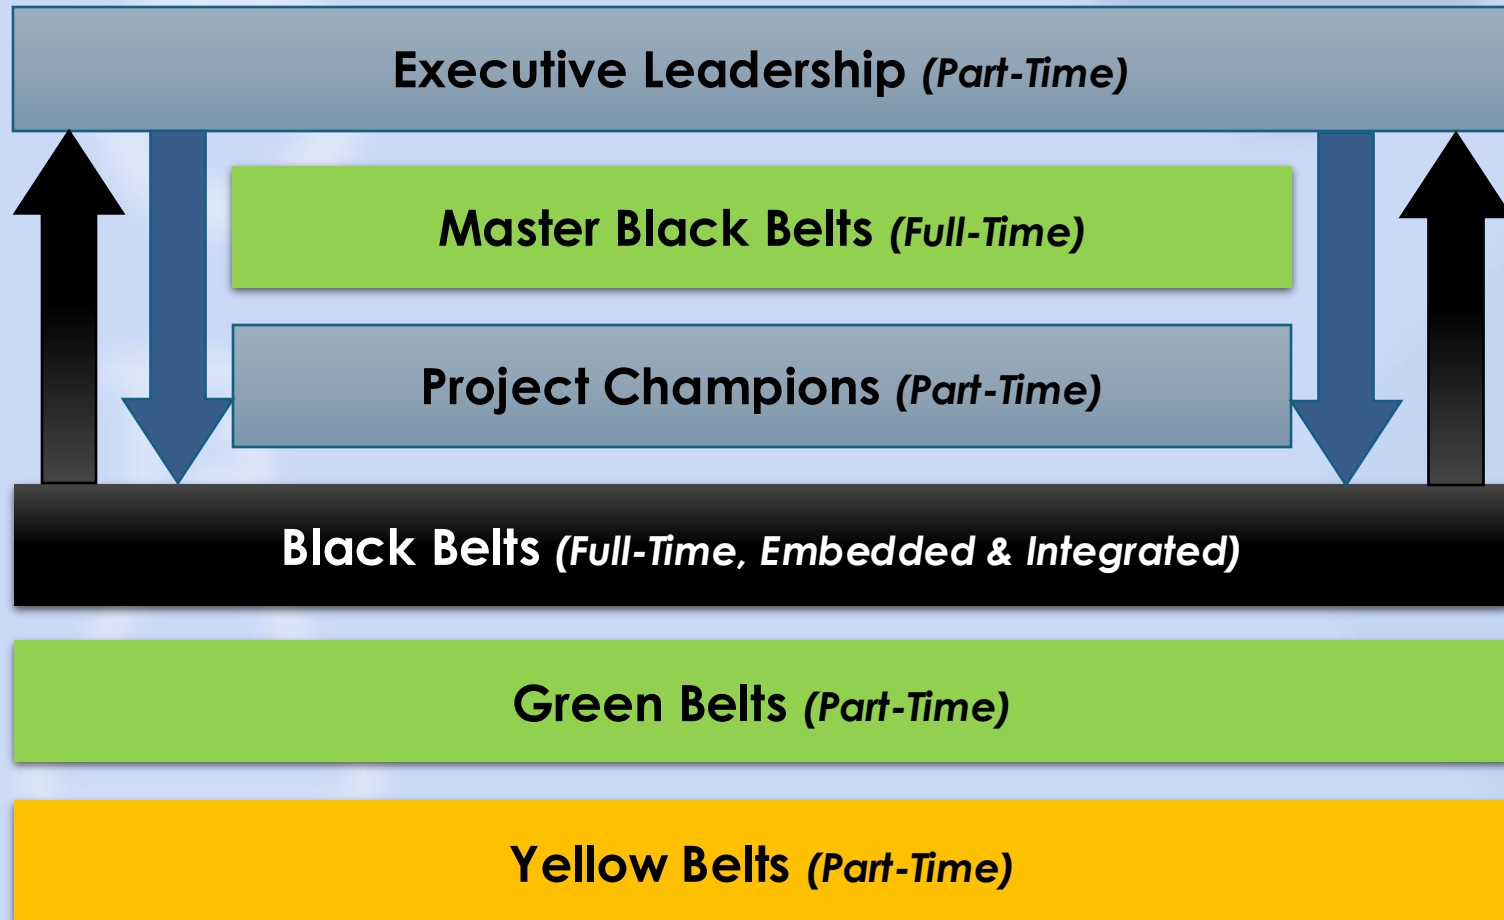 Executive Leadership (Part-Time)
Master Black Belts (Full-Time)
Project Champions (Part-Time)
Black Belts (Full-Time, Embedded & Integrated)
Green Belts (Part-Time)
Yellow Belts (Part-Time)